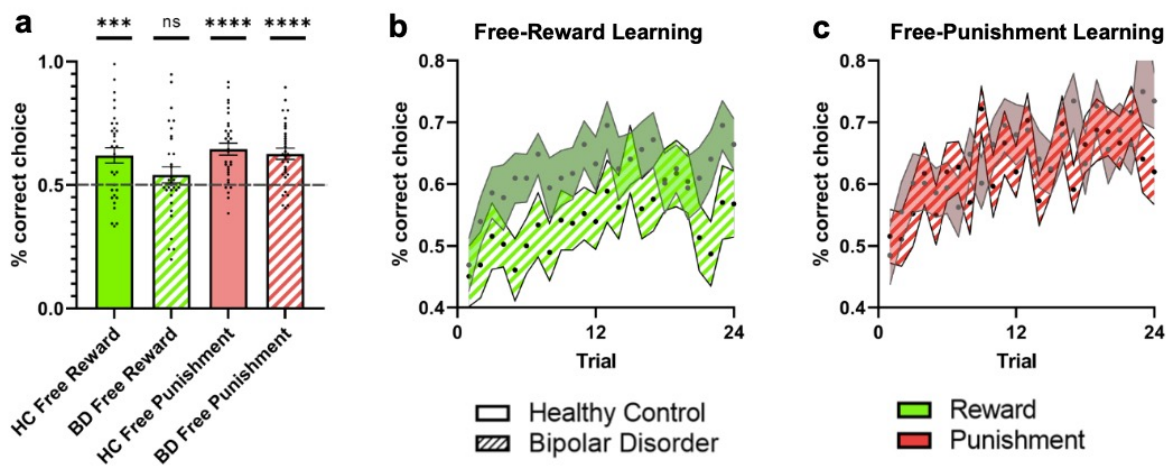 a
*** ns **** ****
% correct choice
1.0
0.5
0.0
HC Free Reward
BD Free Reward
HC Free Punishment
BD Free Punishment
b
Free-Reward Learning
% correct choice
0.8
0.7
0.6
0.5
0.4
0 12 24
Trial
c
Free-Punishment Learning
% correct choice
0.8
0.7
0.6
0.5
0.4
0 12 24
Trial
Healthy Control
Bipolar Disorder
Reward
Punishment